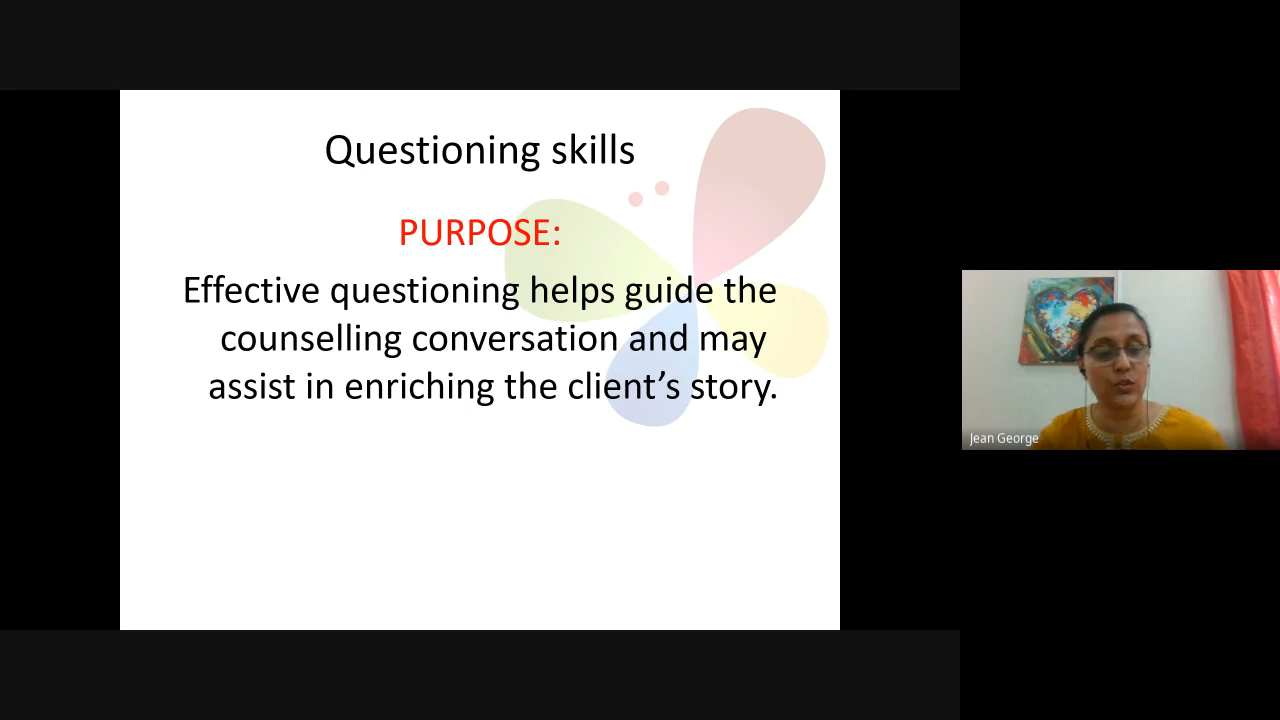 Questioning skills
PURPOSE:
Effective questioning helps guide the
counselling conversation and may
assist in enriching the client’s story.
Jean George